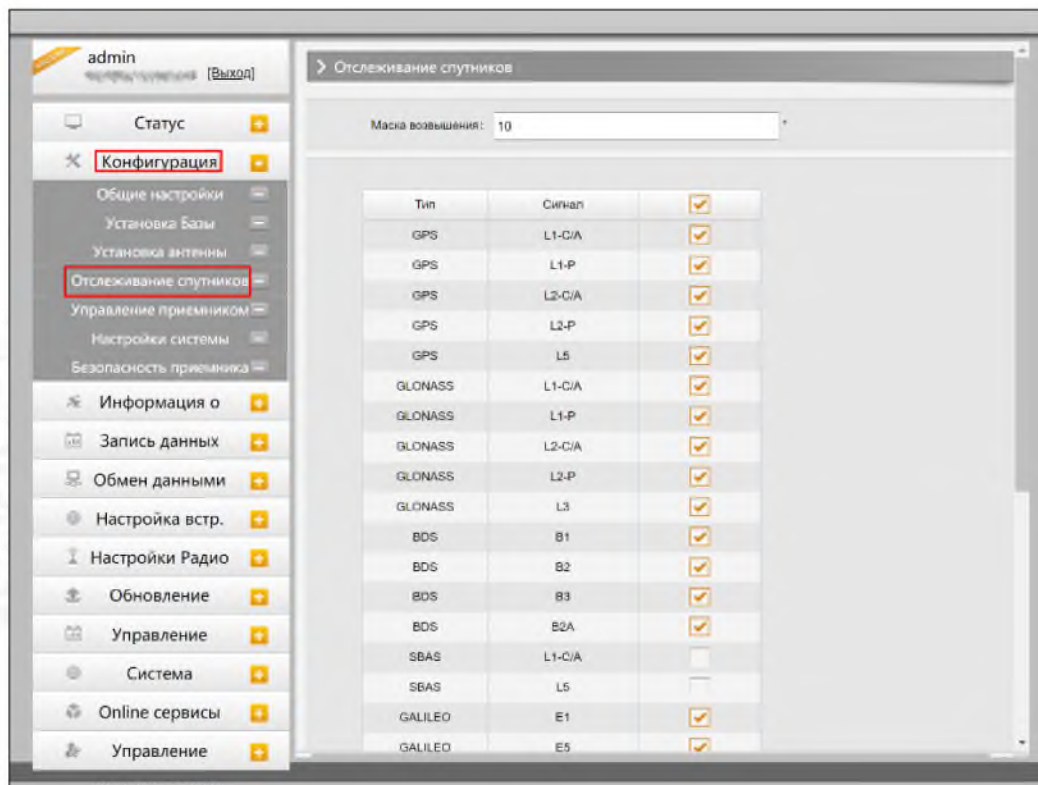 admin
[Выход]
Статус
Конфигурация
Общие настройки
Установка Базы
Установка антенны
Отслеживание спутников
Управление приемником
Настройки системы
Безопасность приемника
Информация о
Запись данных
Обмен данными
Настройка встр.
Настройки Радио
Обновление
Управление
Система
Online сервисы
Управление
Отслеживание спутников
Маска возвышения: 10 *
Тип Сигнал
GPS L1-C/A
GPS L1-P
GPS L2-C/A
GPS L2-P
GPS L5
GLONASS L1-C/A
GLONASS L1-P
GLONASS L2-C/A
GLONASS L2-P
GLONASS L3
BDS B1
BDS B2
BDS B3
BDS B2A
SBAS L1-C/A
SBAS L5
GALILEO E1
GALILEO E5